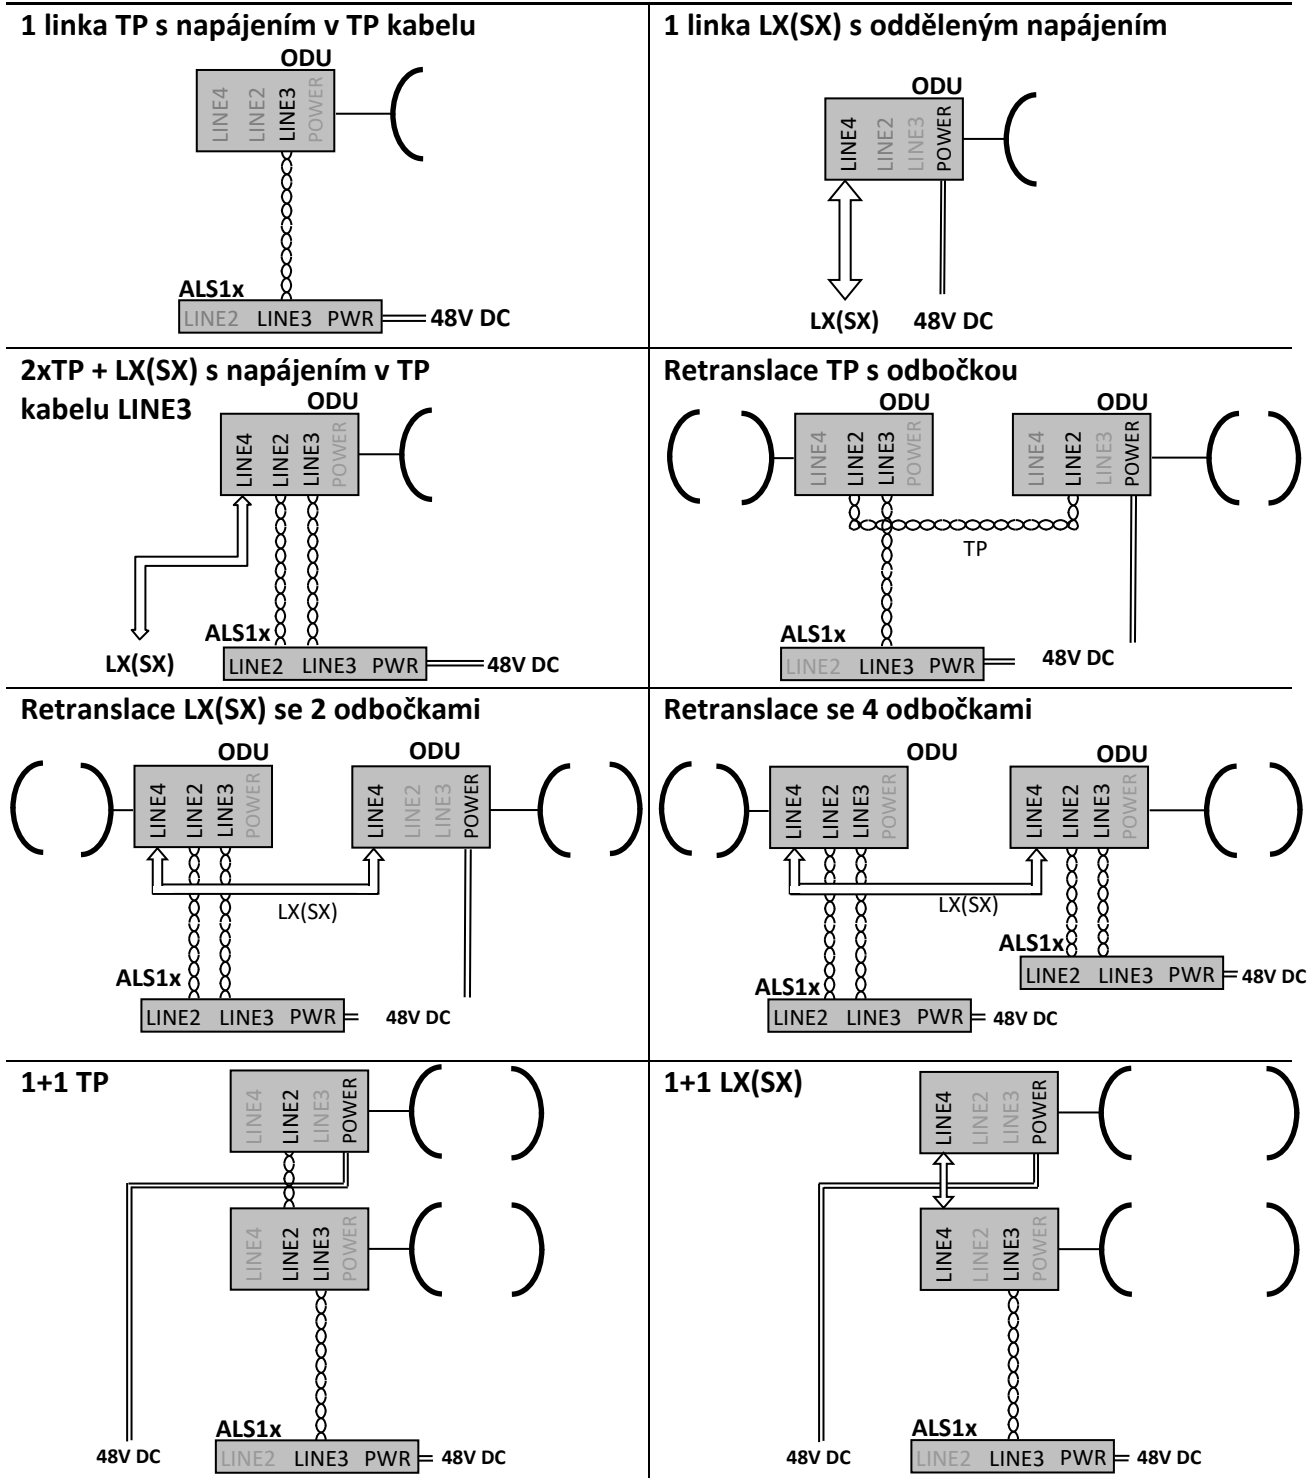 1 linka TP s napájením v TP kabelu
ODU
LINE4 LINE2 LINE3 POWER
ALS1x
LINE2 LINE3 PWR 48V DC
1 linka LX(SX) s odděleným napájením
ODU
LINE4 LINE2 LINE3 POWER
LX(SX) 48V DC
2xTP + LX(SX) s napájením v TP
kabelu LINE3
ODU
LINE4 LINE2 LINE3 POWER
ALS1x
LX(SX)
LINE2 LINE3 PWR 48V DC
Retranslace TP s odbočkou
ODU ODU
LINE4 LINE2 LINE3 POWER LINE4 LINE2 LINE3 POWER
TP
ALS1x
LINE2 LINE3 PWR 48V DC
Retranslace LX(SX) se 2 odbočkami
ODU ODU
LINE4 LINE2 LINE3 POWER LINE4 LINE2 LINE3 POWER
LX(SX)
ALS1x
LINE2 LINE3 PWR 48V DC
Retranslace se 4 odbočkami
ODU ODU
LINE4 LINE2 LINE3 POWER LINE4 LINE2 LINE3 POWER
LX(SX)
ALS1x
LINE2 LINE3 PWR 48V DC
ALS1x
LINE2 LINE3 PWR 48V DC
1+1 TP
LINE4 LINE2 LINE3 POWER
LINE4 LINE2 LINE3 POWER
ALS1x
48V DC LINE2 LINE3 PWR 48V DC
1+1 LX(SX)
LINE4 LINE2 LINE3 POWER
LINE4 LINE2 LINE3 POWER
ALS1x
48V DC LINE2 LINE3 PWR 48V DC